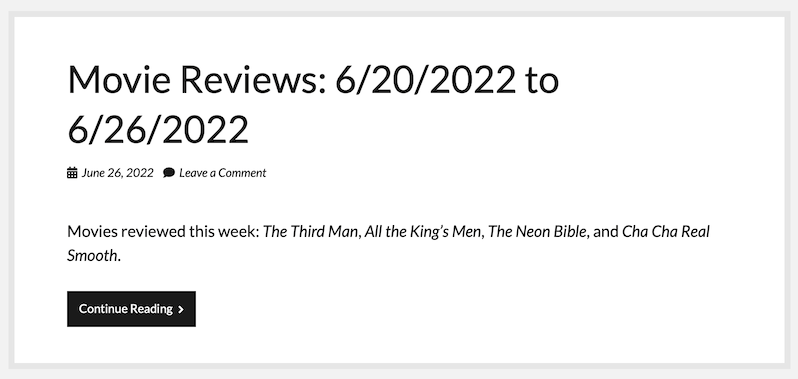 Movie Reviews: 6/20/2022 to
6/26/2022
June 26, 2022 Leave a Comment
Movies reviewed this week: The Third Man, All the King’s Men, The Neon Bible, and Cha Cha Real
Smooth.
Continue Reading